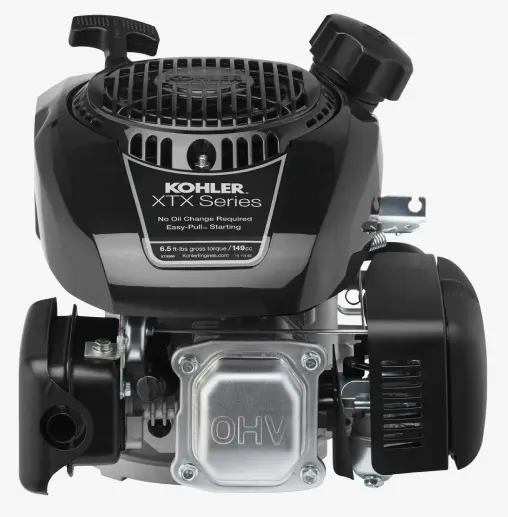 KOHLER
KOHLER
XTX Series
No Oil Change Required
Easy-Pull™ Starting
6.5 ft-lbs gross torque / 149cc
KohlerEngines.com
OHV